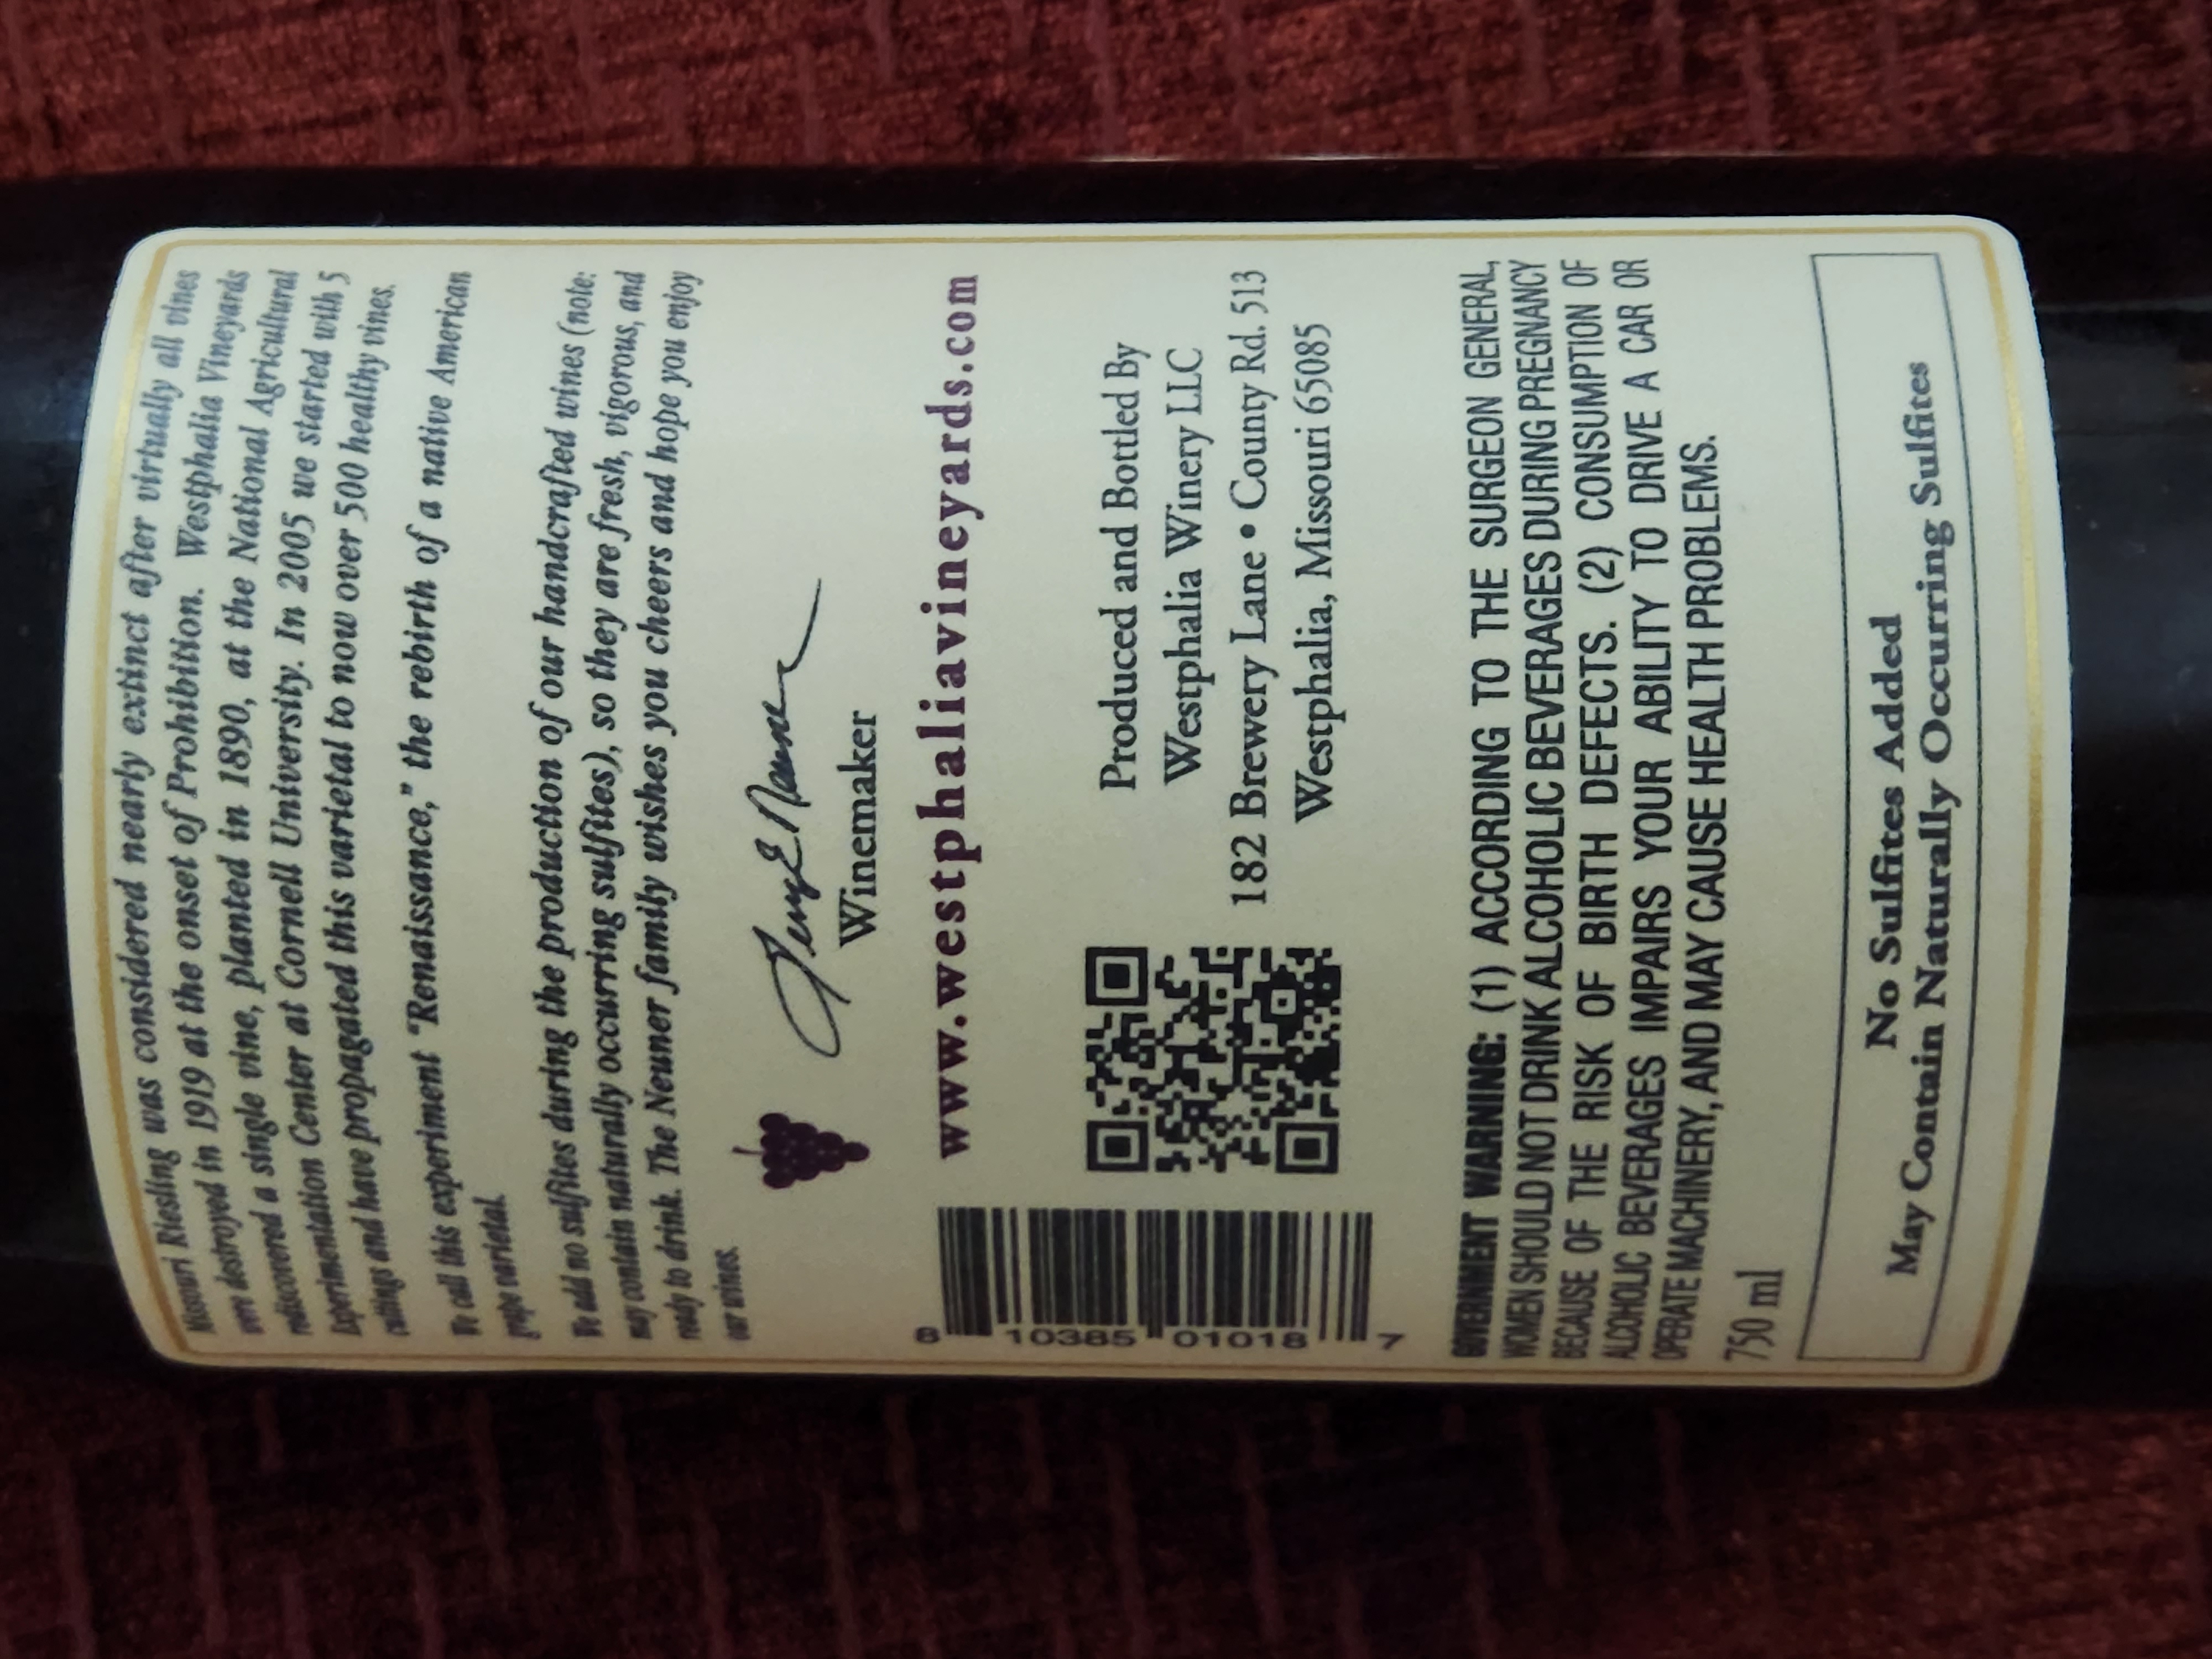 Missouri Riesling was considered nearly extinct after virtually all vines
were destroyed in 1919 at the onset of Prohibition. Westphalia Vineyards
rediscovered a single vine, planted in 1890, at the National Agricultural
Experimentation Center at Cornell University. In 2005 we started with 5
cuttings and have propagated this varietal to now over 500 healthy vines.
We call this experiment "Renaissance," the rebirth of a native American
grape varietal.
We add no sulfites during the production of our handcrafted wines (note:
may contain naturally occurring sulfites), so they are fresh, vigorous, and
ready to drink. The Neuner family wishes you cheers and hope you enjoy
our wines.
Winemaker
www.westphaliavineyards.com
8 10385 01018 7
Produced and Bottled By
Westphalia Winery LLC
182 Brewery Lane • County Rd. 513
Westphalia, Missouri 65085
GOVERNMENT WARNING: (1) ACCORDING TO THE SURGEON GENERAL,
WOMEN SHOULD NOT DRINK ALCOHOLIC BEVERAGES DURING PREGNANCY
BECAUSE OF THE RISK OF BIRTH DEFECTS. (2) CONSUMPTION OF
ALCOHOLIC BEVERAGES IMPAIRS YOUR ABILITY TO DRIVE A CAR OR
OPERATE MACHINERY, AND MAY CAUSE HEALTH PROBLEMS.
750 ml
No Sulfites Added
May Contain Naturally Occurring Sulfites